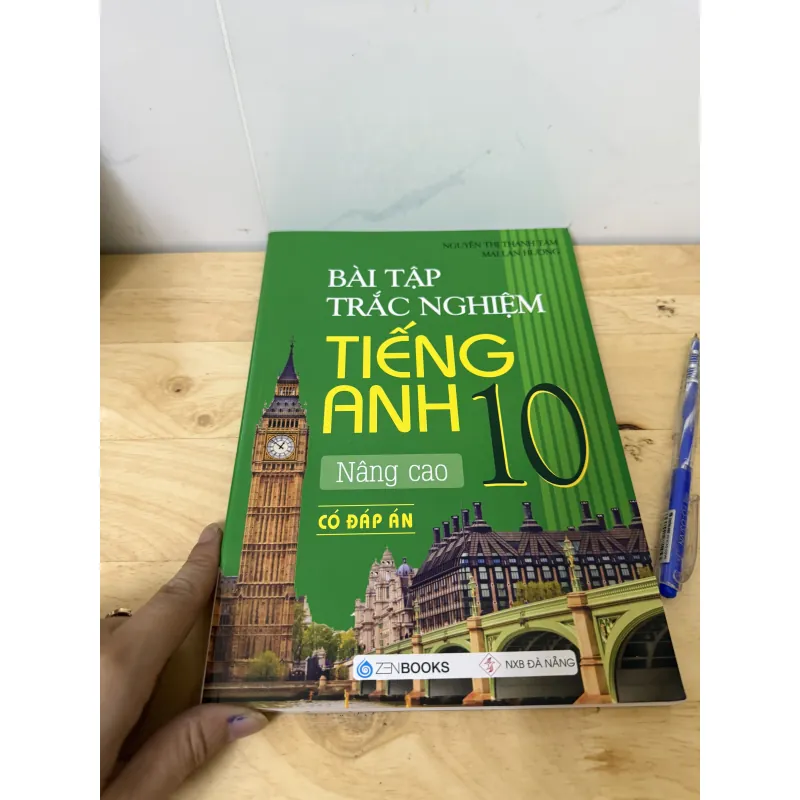 NGUYỄN THỊ THANH TÂM
MAI LAN HƯƠNG
BÀI TẬP
TRẮC NGHIỆM
TIẾNG
ANH 10
Nâng cao
CÓ ĐÁP ÁN
ZENBOOKS
NXB ĐÀ NẴNG